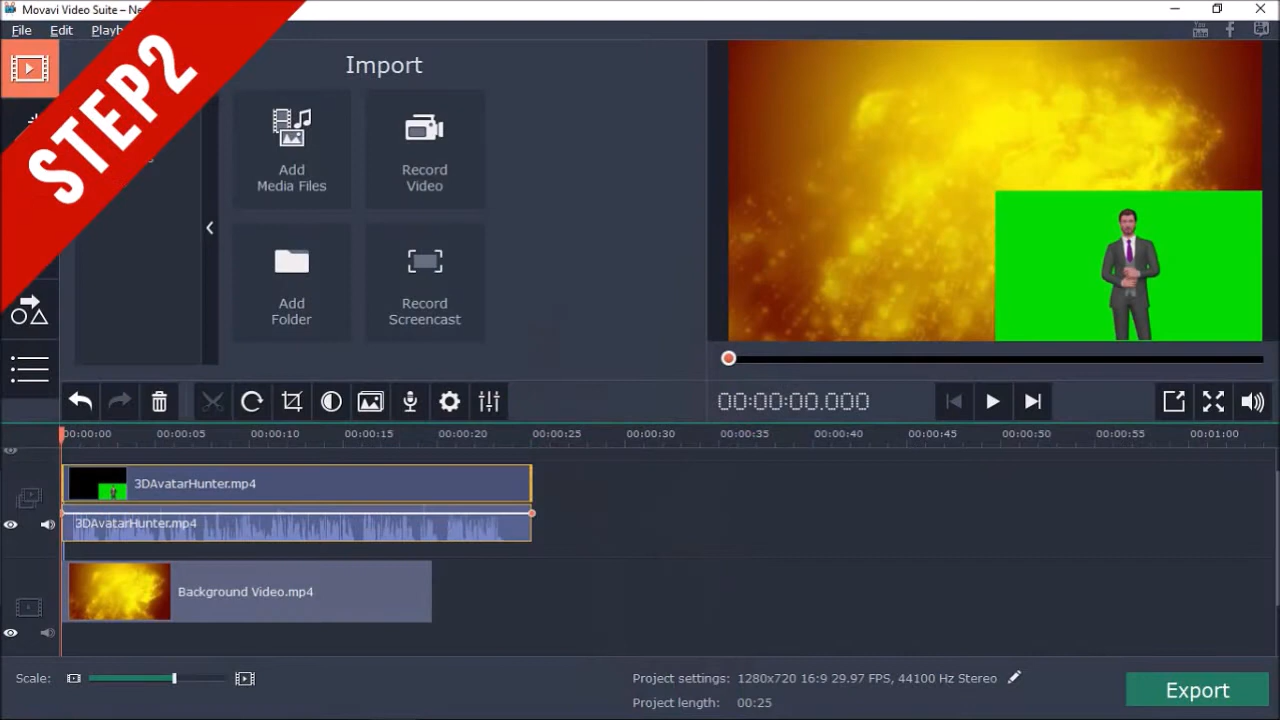 Movavi Video Suite – Ne
File
Edit
Playb
STEP2
Import
Add
Media Files
Record
Video
Add
Folder
Record
Screencast
00:00:00.000
00:00:00
00:00:05
00:00:10
00:00:15
00:00:20
00:00:25
00:00:30
00:00:35
00:00:40
00:00:45
00:00:50
00:00:55
00:01:00
3DAvatarHunter.mp4
3DAvatarHunter.mp4
Background Video.mp4
Scale:
Project settings: 1280x720 16:9 29.97 FPS, 44100 Hz Stereo
Project length: 00:25
Export